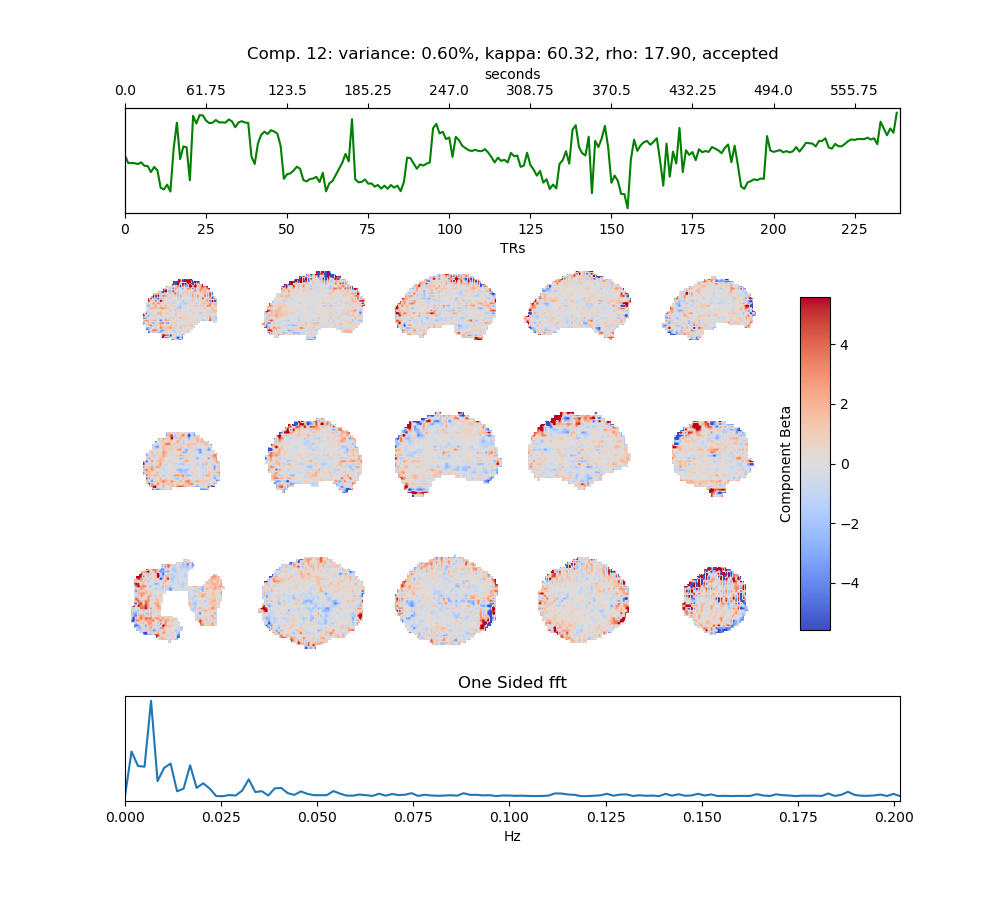 Comp. 12: variance: 0.60%, kappa: 60.32, rho: 17.90, accepted
seconds
0.0 61.75 123.5 185.25 247.0 308.75 370.5 432.25 494.0 555.75
0 25 50 75 100 125 150 175 200 225
TRs
4
2
0
−2
−4
Component Beta
One Sided fft
0.000 0.025 0.050 0.075 0.100 0.125 0.150 0.175 0.200
Hz